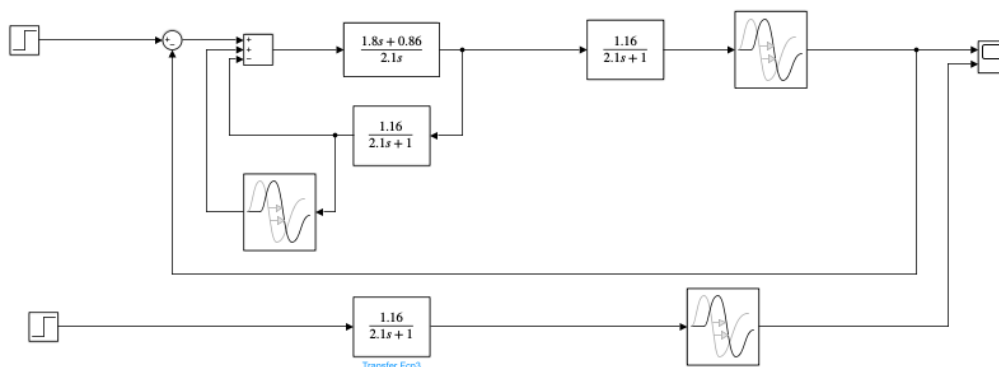 +
-
+
+
-
1.8s+0.86
2.1s
1.16
2.1s+1
1.16
2.1s+1
1.16
2.1s+1
Transfer Fcn3